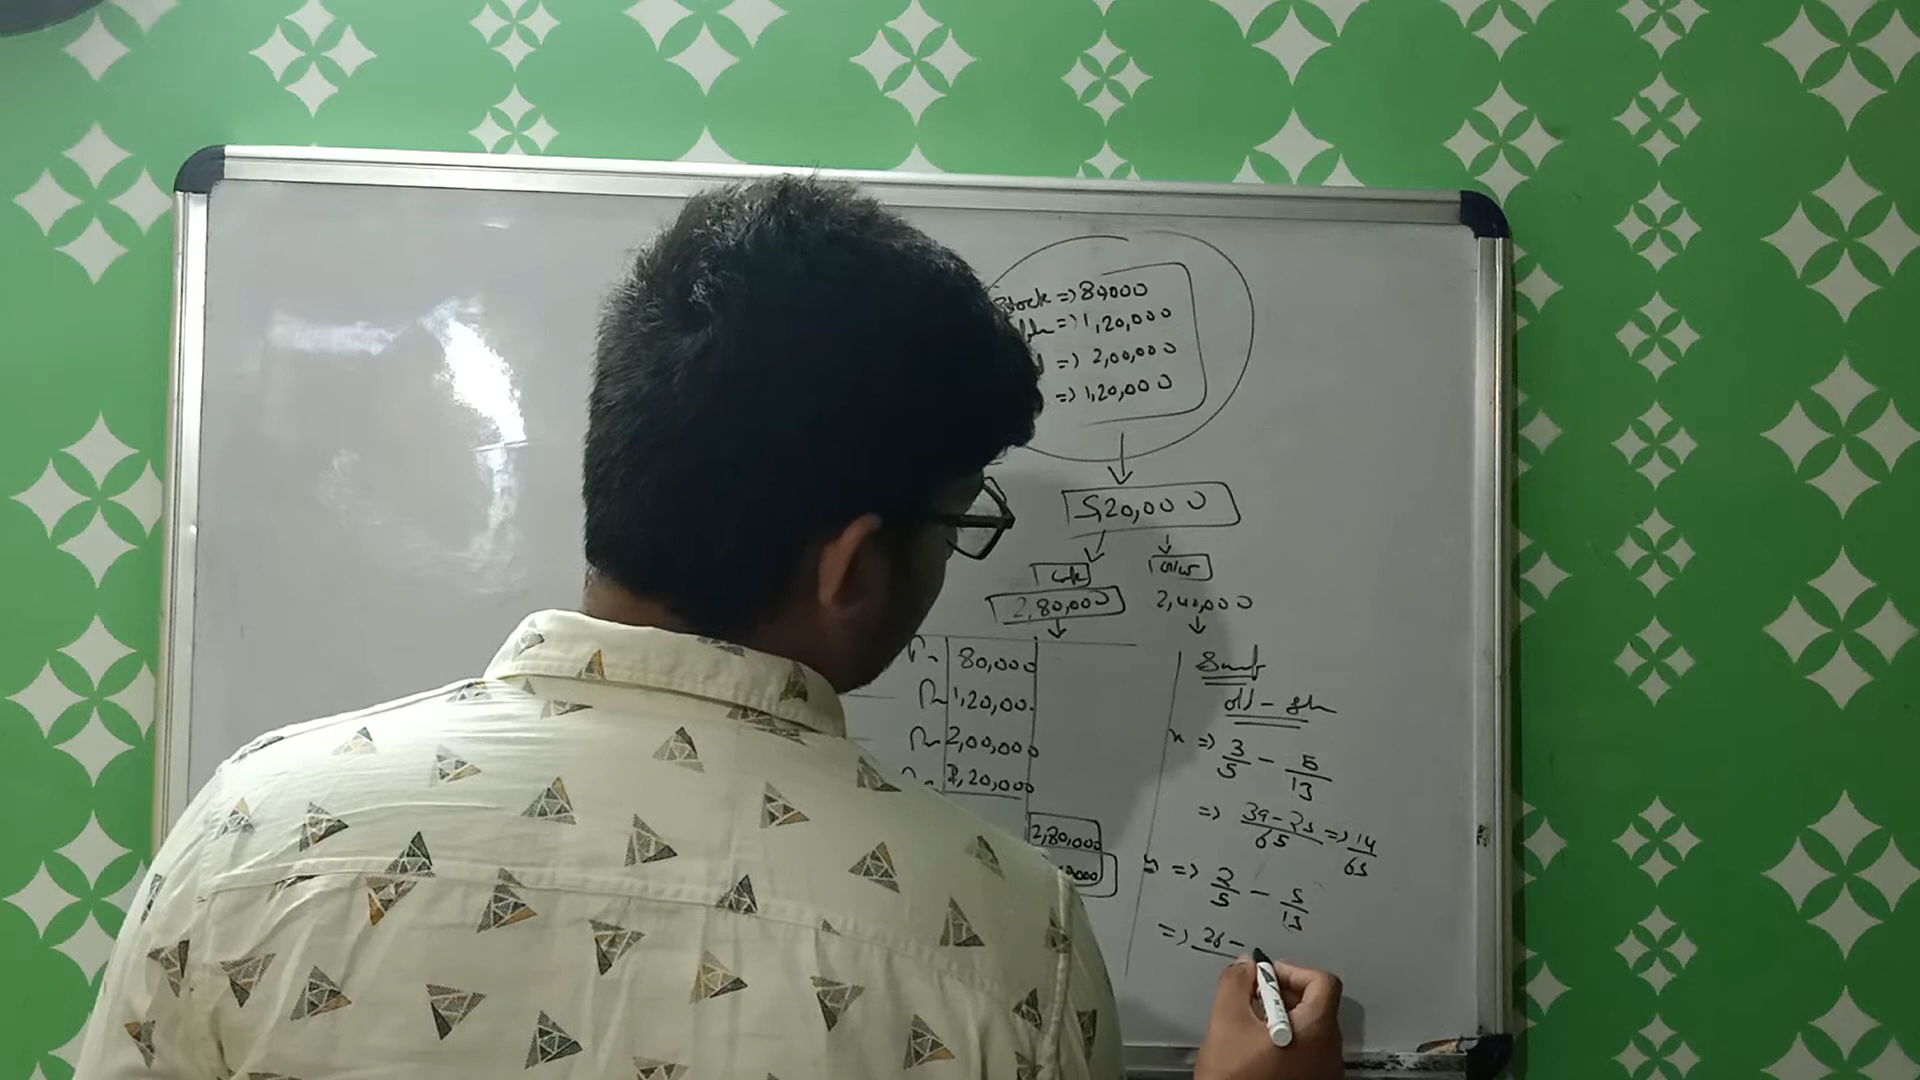 Stock => 80000
=> 1,20,000
=> 2,00,000
=> 1,20,000
5,20,000
2,80,000 2,40,000
80,000
1,20,00
2,00,000
1,20,000
2,80,000
old -
x => 3/5 - 5/13
=> 39-25/65 => 14/65
y => 2/5 - 5/13
=> 26 -